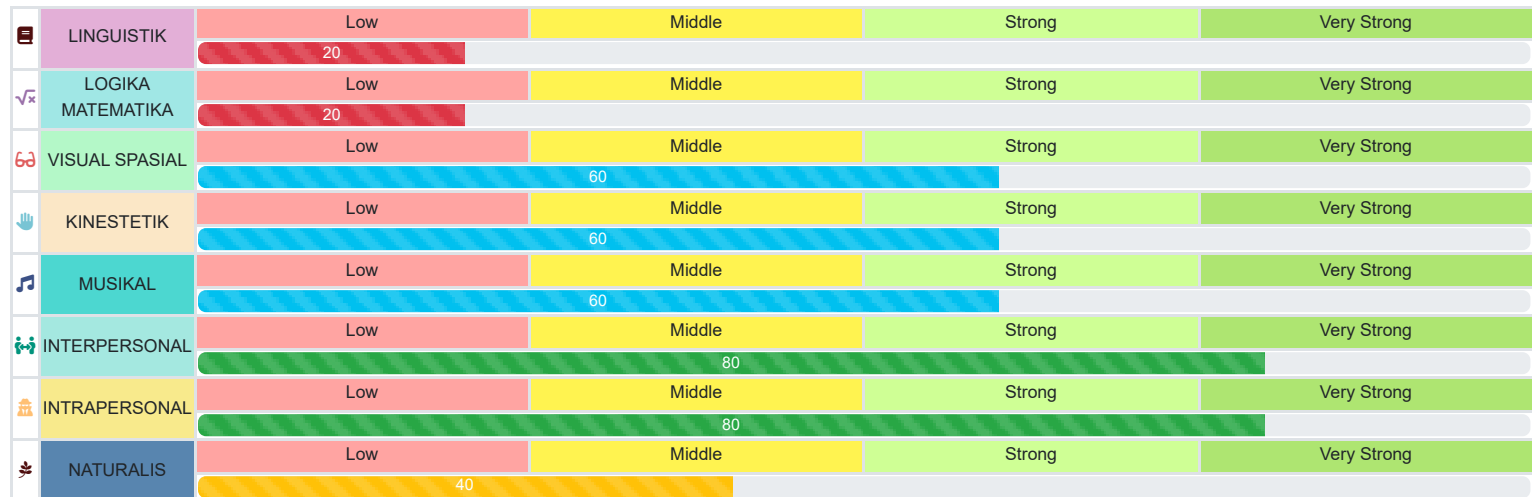 LINGUISTIK
Low Middle Strong Very Strong
20
LOGIKA
MATEMATIKA
Low Middle Strong Very Strong
20
VISUAL SPASIAL
Low Middle Strong Very Strong
60
KINESTETIK
Low Middle Strong Very Strong
60
MUSIKAL
Low Middle Strong Very Strong
60
INTERPERSONAL
Low Middle Strong Very Strong
80
INTRAPERSONAL
Low Middle Strong Very Strong
80
NATURALIS
Low Middle Strong Very Strong
40